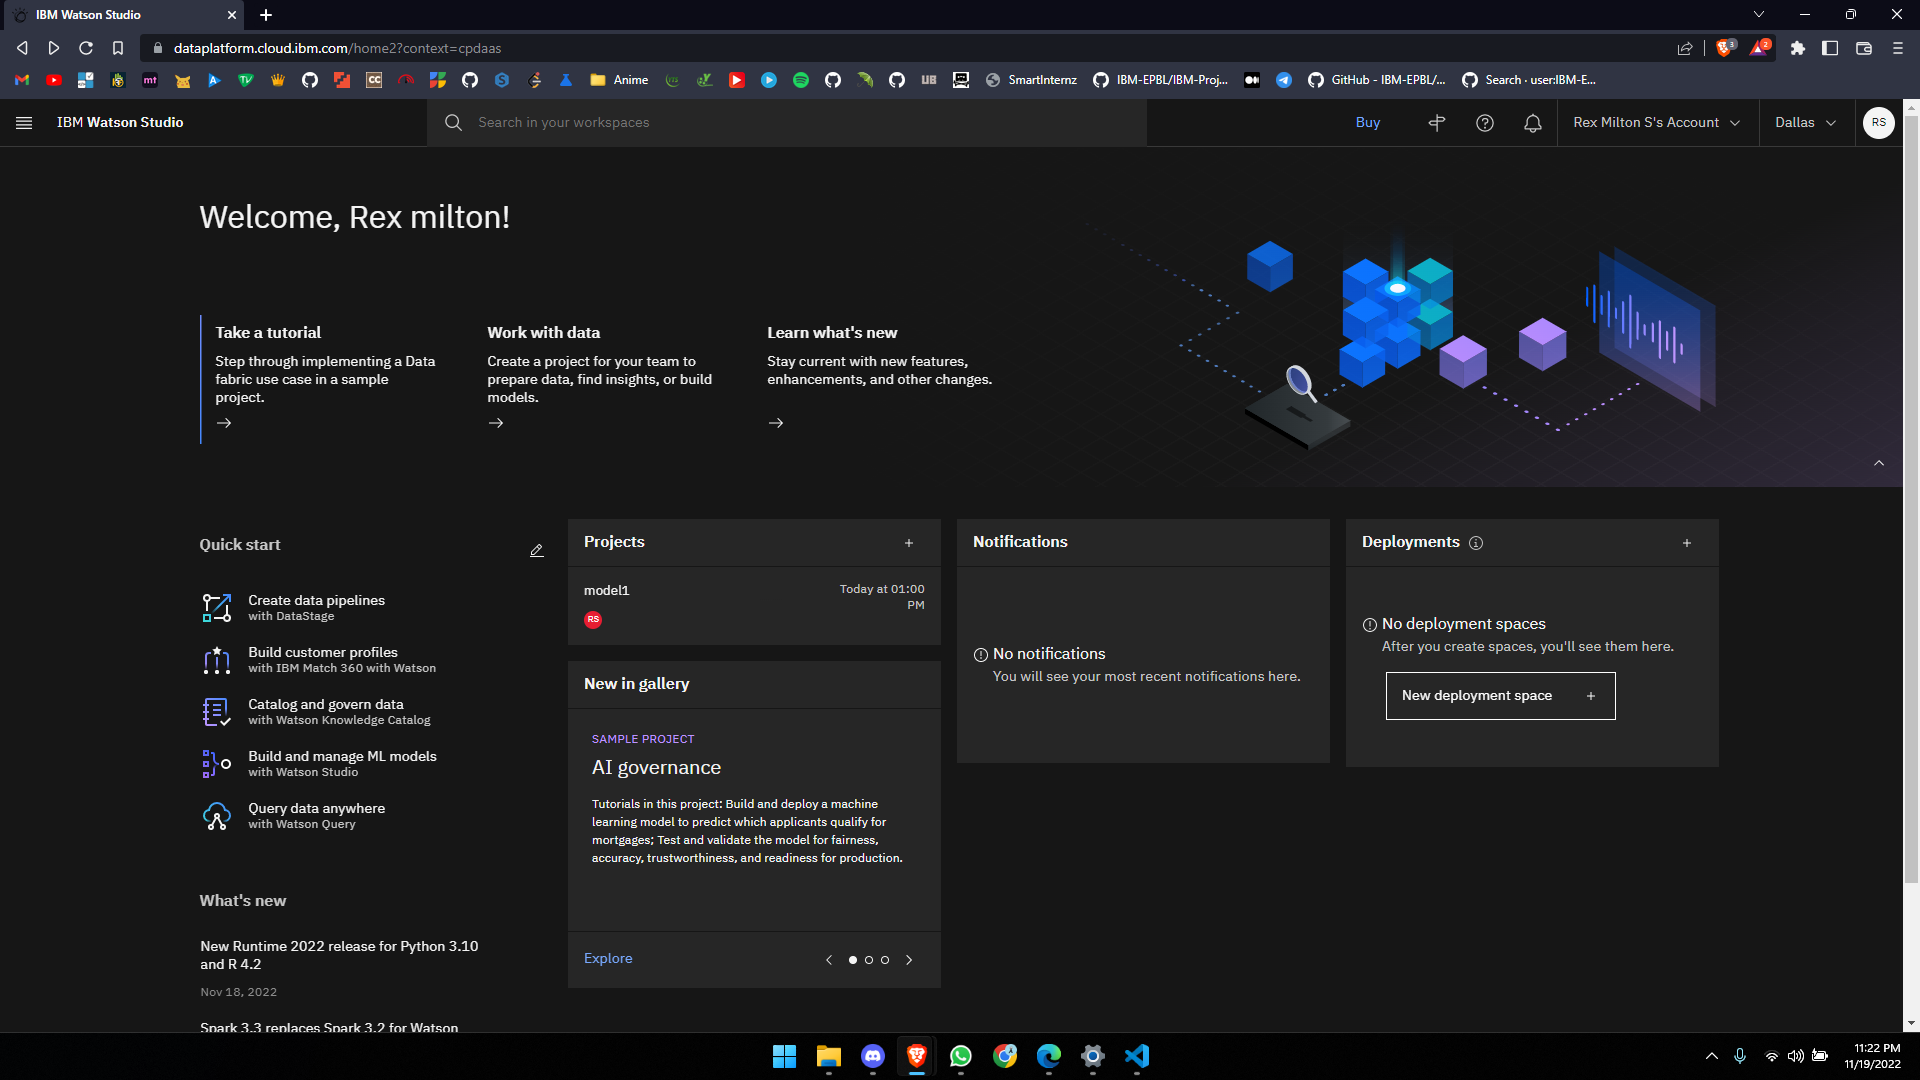 IBM Watson Studio
dataplatform.cloud.ibm.com/home2?context=cpdaas
3
2
Anime
SmartInternz
IBM-EPBL/IBM-Proj...
GitHub - IBM-EPBL/...
Search · user:IBM-E...
IBM Watson Studio
Search in your workspaces
Buy
Rex Milton S's Account
Dallas
RS
Welcome, Rex milton!
Take a tutorial
Step through implementing a Data
fabric use case in a sample
project.
Work with data
Create a project for your team to
prepare data, find insights, or build
models.
Learn what's new
Stay current with new features,
enhancements, and other changes.
Quick start
Create data pipelines
with DataStage
Build customer profiles
with IBM Match 360 with Watson
Catalog and govern data
with Watson Knowledge Catalog
Build and manage ML models
with Watson Studio
Query data anywhere
with Watson Query
What's new
New Runtime 2022 release for Python 3.10
and R 4.2
Nov 18, 2022
Spark 3.3 replaces Spark 3.2 for Watson
Projects
model1
Today at 01:00
PM
RS
New in gallery
SAMPLE PROJECT
AI governance
Tutorials in this project: Build and deploy a machine
learning model to predict which applicants qualify for
mortgages; Test and validate the model for fairness,
accuracy, trustworthiness, and readiness for production.
Explore
Notifications
No notifications
You will see your most recent notifications here.
Deployments
No deployment spaces
After you create spaces, you'll see them here.
New deployment space
11:22 PM
11/19/2022